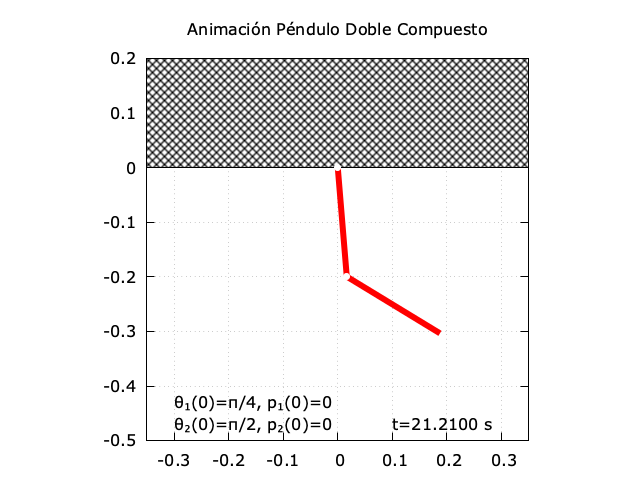 Animación Péndulo Doble Compuesto
0.2
0.1
0
-0.1
-0.2
-0.3
-0.4
-0.5
θ₁(0)=π/4, p₁(0)=0
θ₂(0)=π/2, p₂(0)=0
t=21.2100 s
-0.3 -0.2 -0.1 0 0.1 0.2 0.3